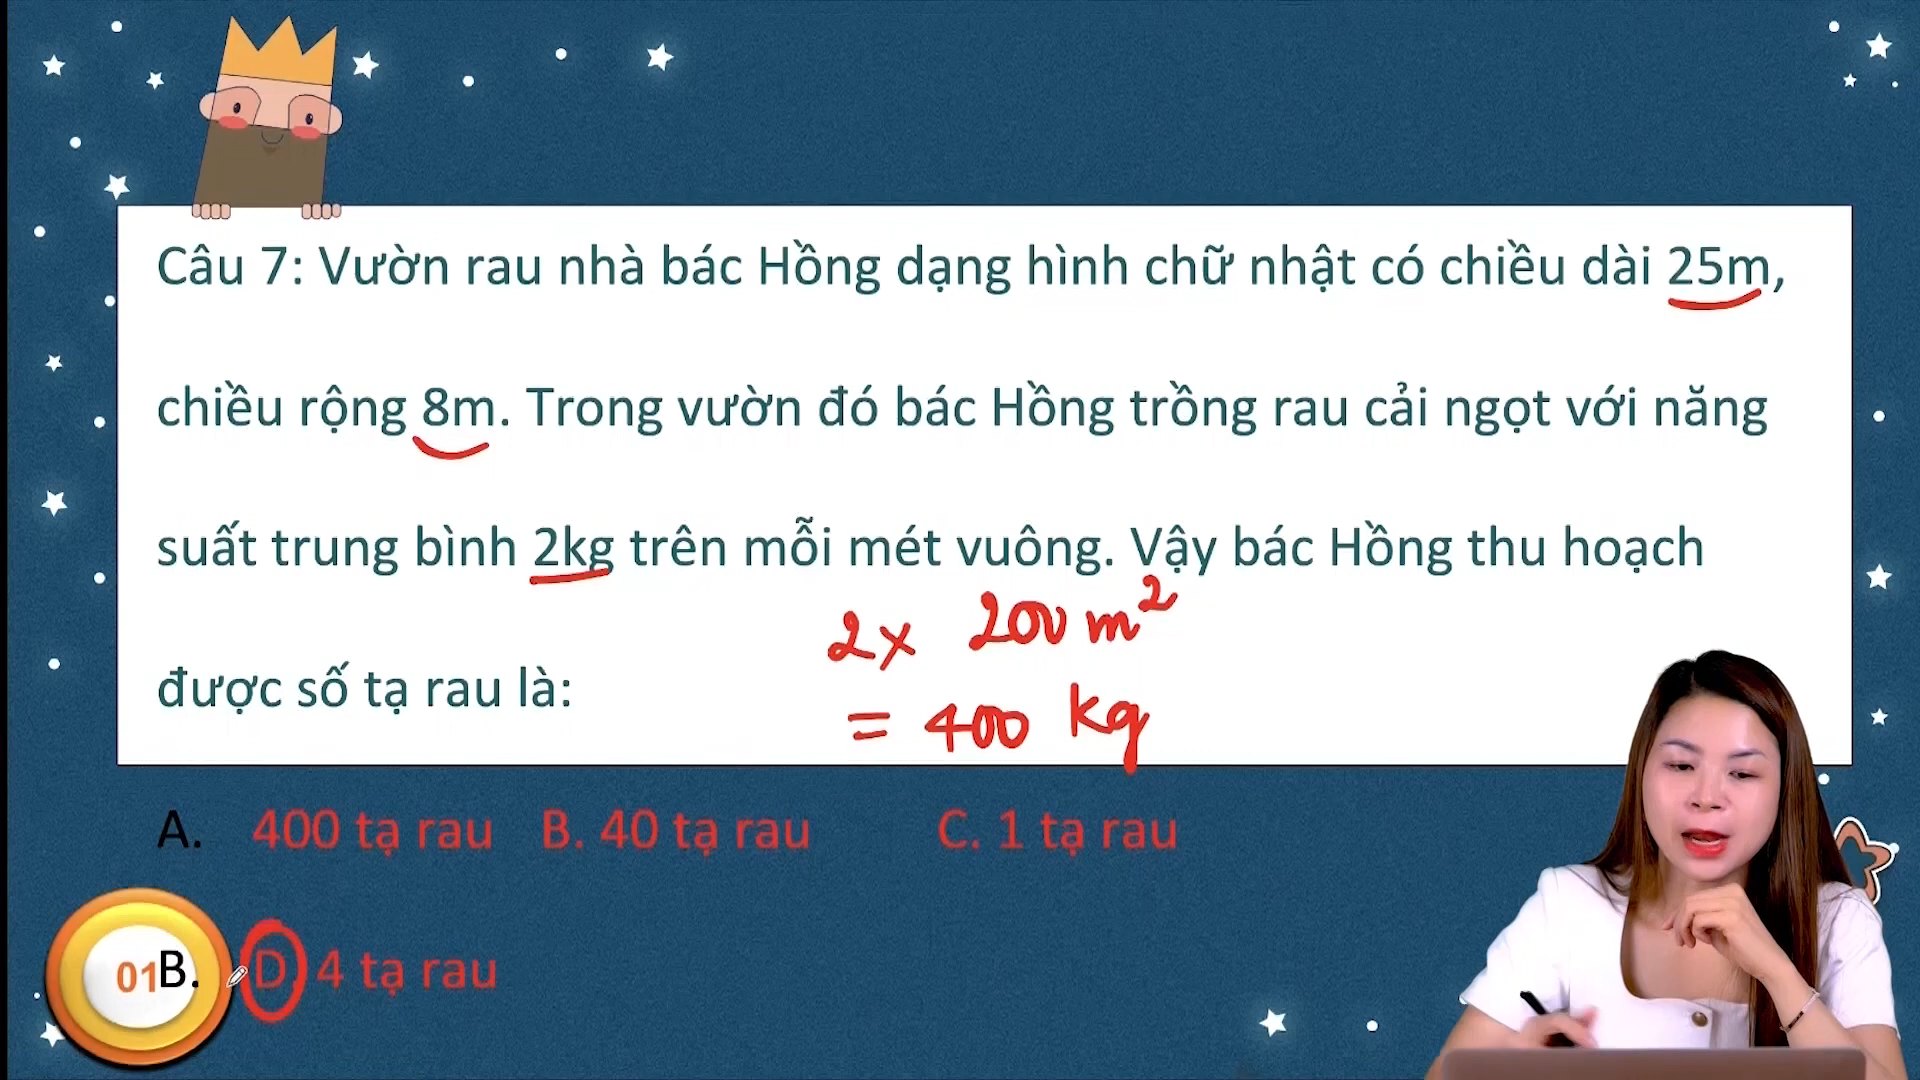 Câu 7: Vườn rau nhà bác Hồng dạng hình chữ nhật có chiều dài 25m,
chiều rộng 8m. Trong vườn đó bác Hồng trồng rau cải ngọt với năng
suất trung bình 2kg trên mỗi mét vuông. Vậy bác Hồng thu hoạch
2 x 200 m²
được số tạ rau là:
= 400 kg
A. 400 tạ rau B. 40 tạ rau C. 1 tạ rau
01 B. D 4 tạ rau